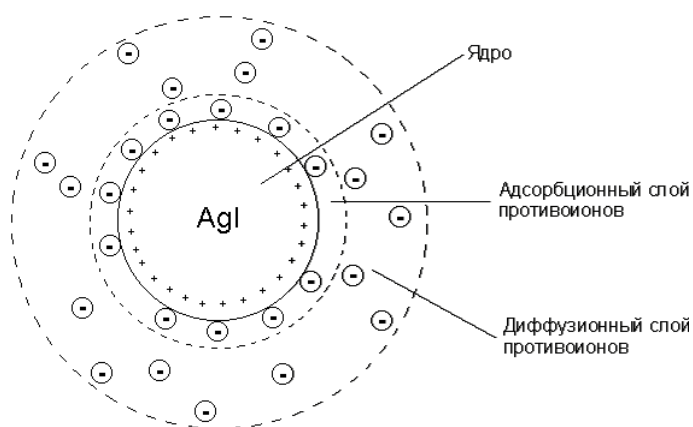 Ядро
AgI
Адсорбционный слой
противоионов
Диффузионный слой
противоионов